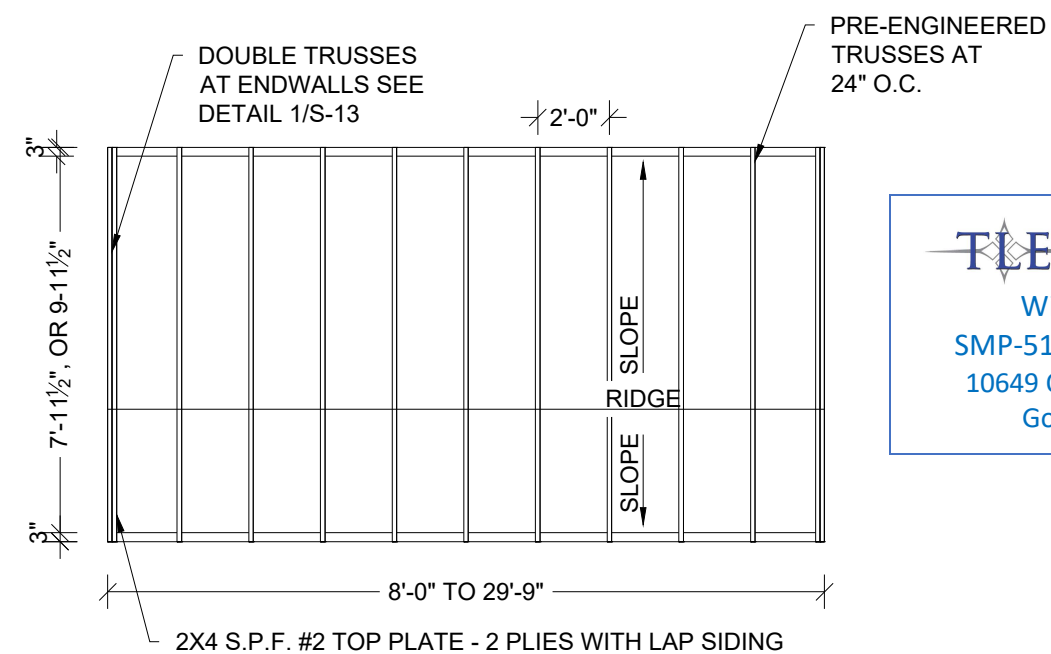 DOUBLE TRUSSES
AT ENDWALLS SEE
DETAIL 1/S-13
PRE-ENGINEERED
TRUSSES AT
24" O.C.
2'-0"
3"
7'-11½", OR 9-11½"
3"
SLOPE
RIDGE
SLOPE
8'-0" TO 29'-9"
2X4 S.P.F. #2 TOP PLATE - 2 PLIES WITH LAP SIDING
TLE
W
SMP-51
10649
Go